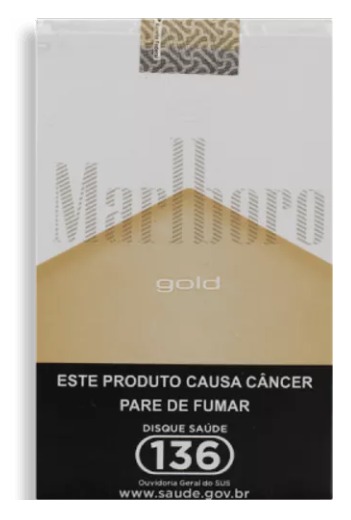 Marlboro
gold
ESTE PRODUTO CAUSA CÂNCER
PARE DE FUMAR
DISQUE SAÚDE
136
Ouvidoria Geral do SUS
www.saude.gov.br